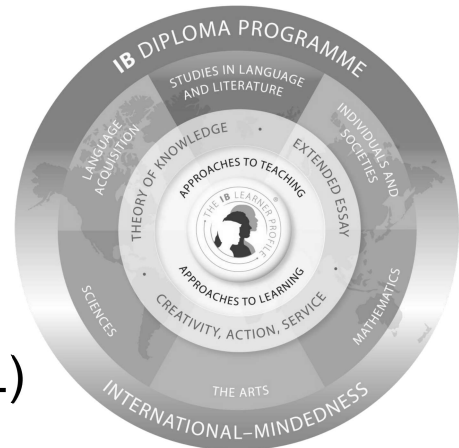 IB DIPLOMA PROGRAMME
STUDIES IN LANGUAGE
AND LITERATURE
LANGUAGE
ACQUISITION
INDIVIDUALS AND
SOCIETIES
THEORY OF KNOWLEDGE
EXTENDED ESSAY
APPROACHES TO TEACHING
THE IB LEARNER PROFILE
®
APPROACHES TO LEARNING
CREATIVITY, ACTION, SERVICE
SCIENCES
MATHEMATICS
THE ARTS
INTERNATIONAL–MINDEDNESS
)